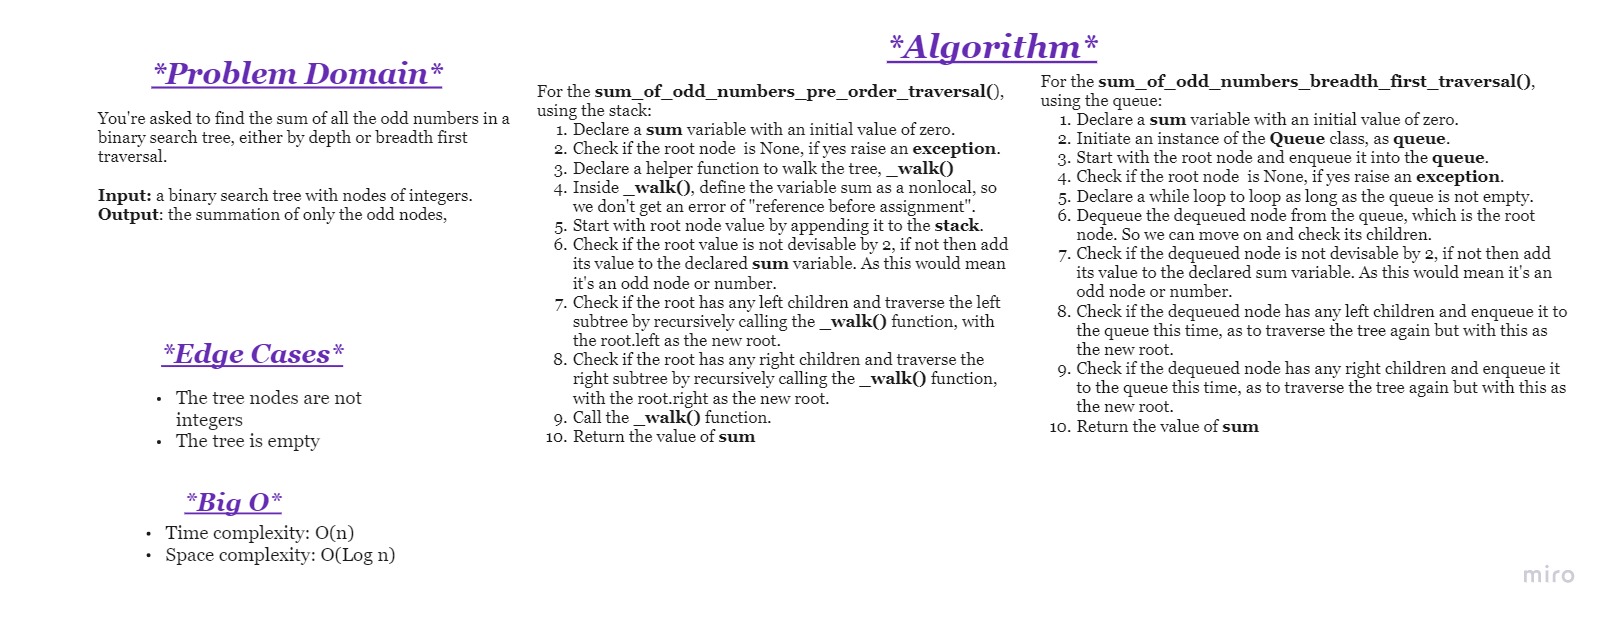 *Problem Domain*
You're asked to find the sum of all the odd numbers in a
binary search tree, either by depth or breadth first
traversal.
Input: a binary search tree with nodes of integers.
Output: the summation of only the odd nodes,
*Edge Cases*
• The tree nodes are not
integers
• The tree is empty
*Big O*
• Time complexity: O(n)
• Space complexity: O(Log n)
*Algorithm*
For the sum_of_odd_numbers_pre_order_traversal(),
using the stack:
1. Declare a sum variable with an initial value of zero.
2. Check if the root node  is None, if yes raise an exception.
3. Declare a helper function to walk the tree, _walk()
4. Inside _walk(), define the variable sum as a nonlocal, so
we don't get an error of "reference before assignment".
5. Start with root node value by appending it to the stack.
6. Check if the root value is not devisable by 2, if not then add
its value to the declared sum variable. As this would mean
it's an odd node or number.
7. Check if the root has any left children and traverse the left
subtree by recursively calling the _walk() function, with
the root.left as the new root.
8. Check if the root has any right children and traverse the
right subtree by recursively calling the _walk() function,
with the root.right as the new root.
9. Call the _walk() function.
10. Return the value of sum
For the sum_of_odd_numbers_breadth_first_traversal(),
using the queue:
1. Declare a sum variable with an initial value of zero.
2. Initiate an instance of the Queue class, as queue.
3. Start with the root node and enqueue it into the queue.
4. Check if the root node  is None, if yes raise an exception.
5. Declare a while loop to loop as long as the queue is not empty.
6. Dequeue the dequeued node from the queue, which is the root
node. So we can move on and check its children.
7. Check if the dequeued node is not devisable by 2, if not then add
its value to the declared sum variable. As this would mean it's an
odd node or number.
8. Check if the dequeued node has any left children and enqueue it to
the queue this time, as to traverse the tree again but with this as
the new root.
9. Check if the dequeued node has any right children and enqueue it
to the queue this time, as to traverse the tree again but with this as
the new root.
10. Return the value of sum
miro